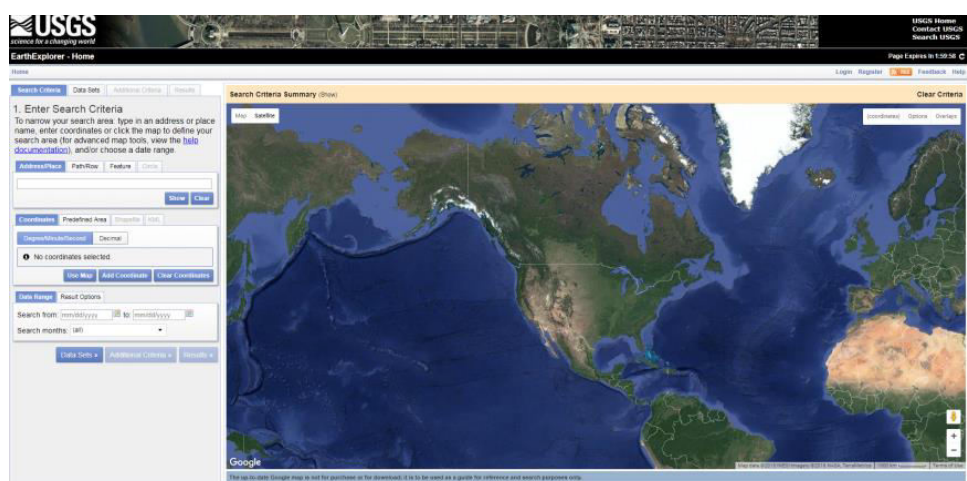 USGS
science for a changing world
USGS Home
Contact USGS
Search USGS
EarthExplorer - Home
Page Expires In 1:59:58
Home
Login Register RSS Feedback Help
Search Criteria Data Sets Additional Criteria Results
Search Criteria Summary (Show)
Clear Criteria
1. Enter Search Criteria
To narrow your search area: type in an address or place
name, enter coordinates or click the map to define your
search area (for advanced map tools, view the help
documentation), and/or choose a date range.
Map Satellite
(coordinates) Options Overlays
Address/Place Path/Row Feature Circle
Show Clear
Coordinates Predefined Area Shapefile KML
Degree/Minute/Second Decimal
No coordinates selected.
Use Map Add Coordinate Clear Coordinates
Date Range Result Options
Search from: mm/dd/yyyy to: mm/dd/yyyy
Search months: (all)
Data Sets » Additional Criteria » Results »
+
-
Google
1000 km
Terms of Use
The up-to-date Google map is not for purchase or for download; it is to be used as a guide for reference and search purposes only.